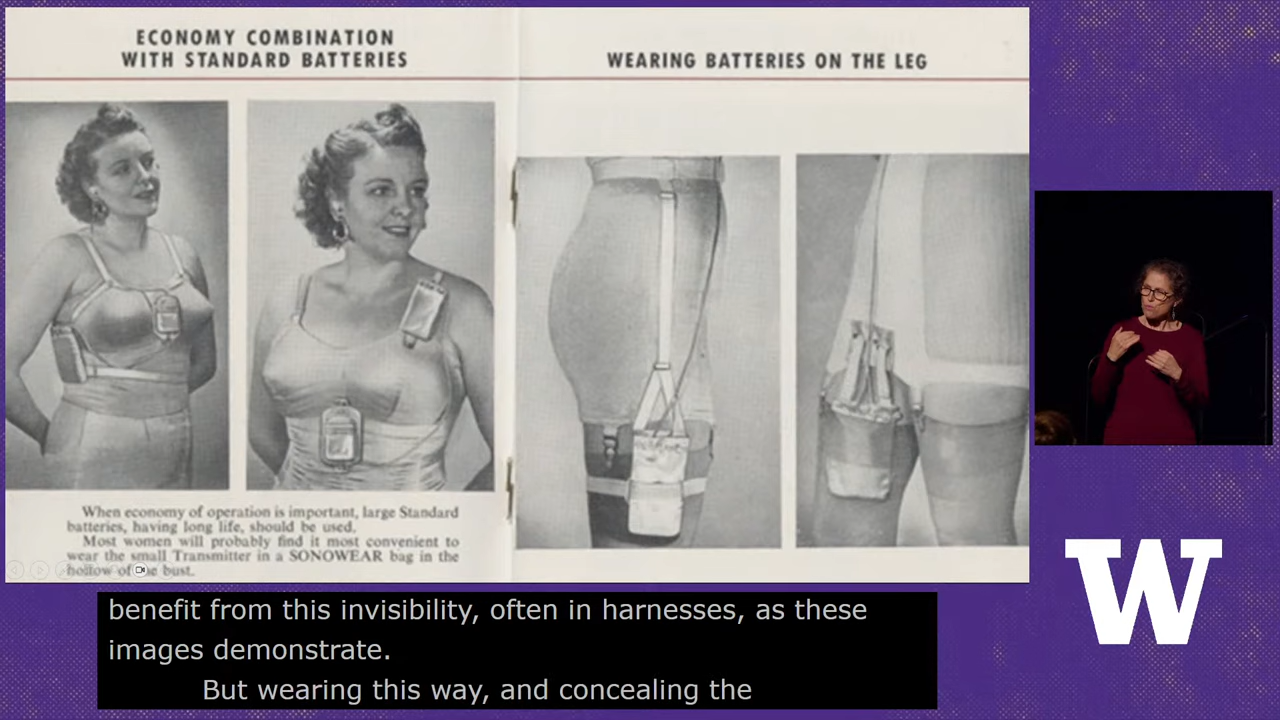 ECONOMY COMBINATION
WITH STANDARD BATTERIES
When economy of operation is important, large Standard
batteries, having long life, should be used.
Most women will probably find it most convenient to
wear the small Transmitter in a SONOWEAR bag in the
hollow of the bust.
WEARING BATTERIES ON THE LEG
W
benefit from this invisibility, often in harnesses, as these
images demonstrate.
But wearing this way, and concealing the